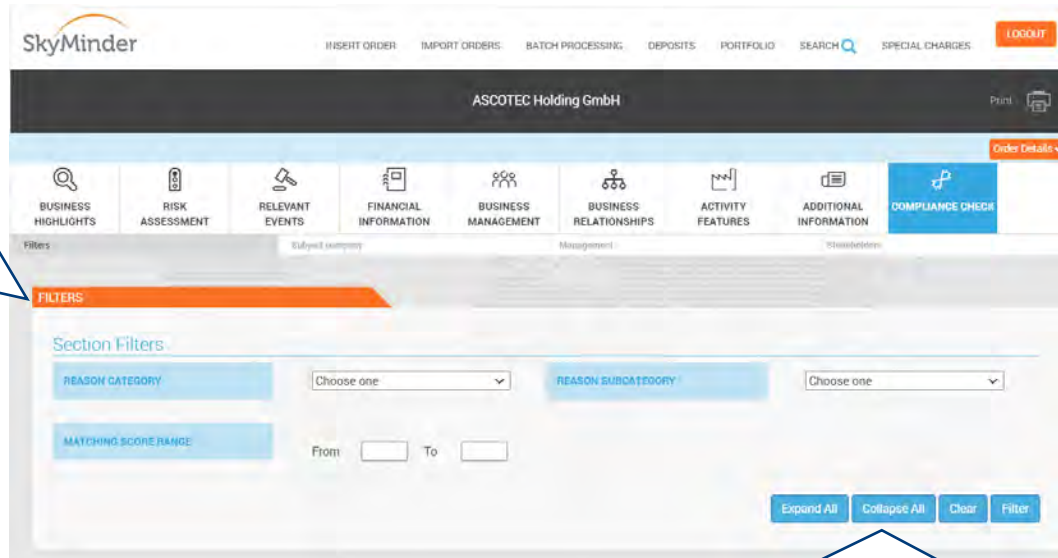 SkyMinder
INSERT ORDER IMPORT ORDERS BATCH PROCESSING DEPOSITS PORTFOLIO SEARCH SPECIAL CHARGES LOGOUT
ASCOTEC Holding GmbH Print
Order Details
BUSINESS HIGHLIGHTS RISK ASSESSMENT RELEVANT EVENTS FINANCIAL INFORMATION BUSINESS MANAGEMENT BUSINESS RELATIONSHIPS ACTIVITY FEATURES ADDITIONAL INFORMATION COMPLIANCE CHECK
Filters Subject company Management Shareholders
FILTERS
Section Filters
REASON CATEGORY Choose one REASON SUBCATEGORY Choose one
MATCHING SCORE RANGE From To
Expand All Collapse All Clear Filter